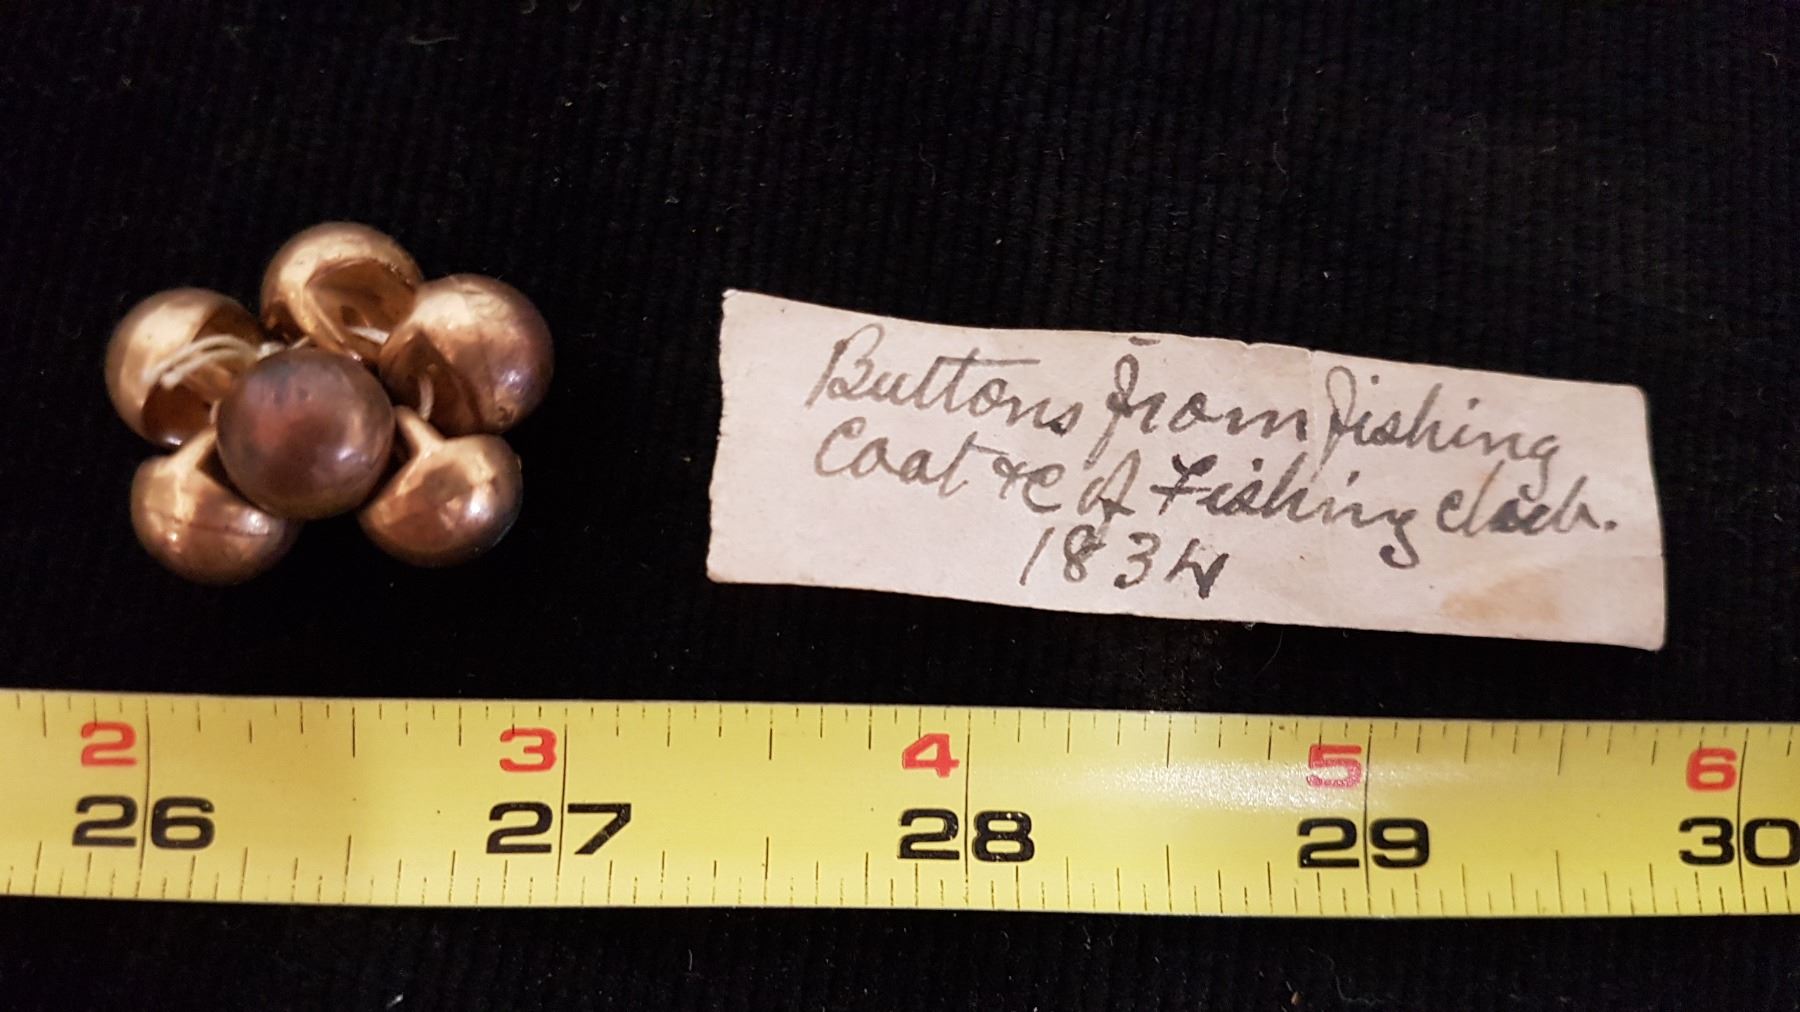 Buttons from fishing
Coat &c of Fishing club.
1834
2 3 4 5 6
26 27 28 29 30